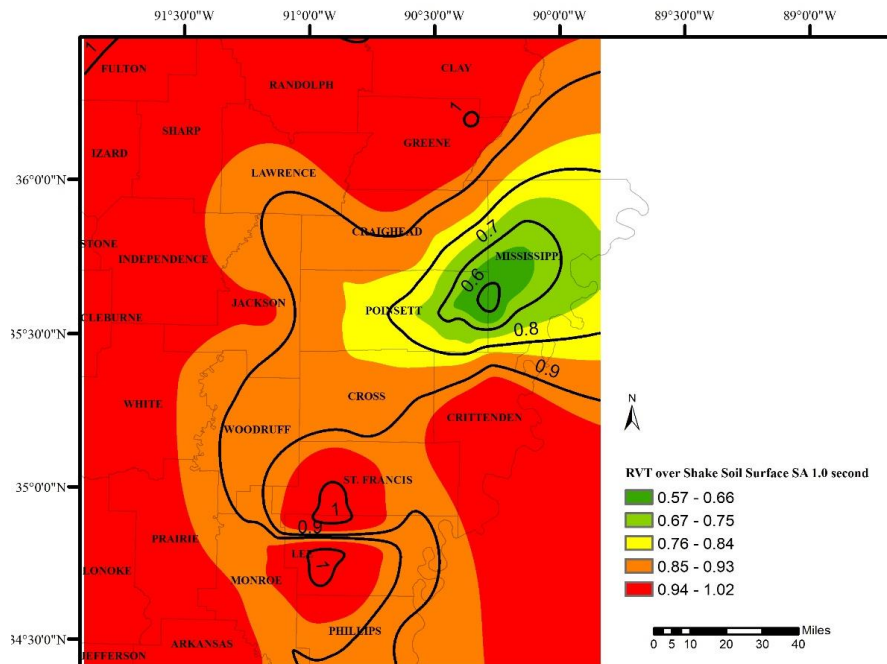 91°30'0"W 91°0'0"W 90°30'0"W 90°0'0"W 89°30'0"W 89°0'0"W
1
FULTON
RANDOLPH
CLAY
1
SHARP
GREENE
IZARD
36°0'0"N
LAWRENCE
0.7
CRAIGHEAD
STONE
INDEPENDENCE
MISSISSIPP
0.6
JACKSON
POINSETT
CLEBURNE
0.8
35°30'0"N
0.9
CROSS
WHITE
CRITTENDEN
N
WOODRUFF
RVT over Shake Soil Surface SA 1.0 second
ST. FRANCIS
0.57 - 0.66
35°0'0"N
0.67 - 0.75
1
0.9
0.76 - 0.84
PRAIRIE
LEE
0.85 - 0.93
LONOKE
1
MONROE
0.94 - 1.02
PHILLIPS
34°30'0"N
0 5 10 20 30 40 Miles
ARKANSAS
JEFFERSON